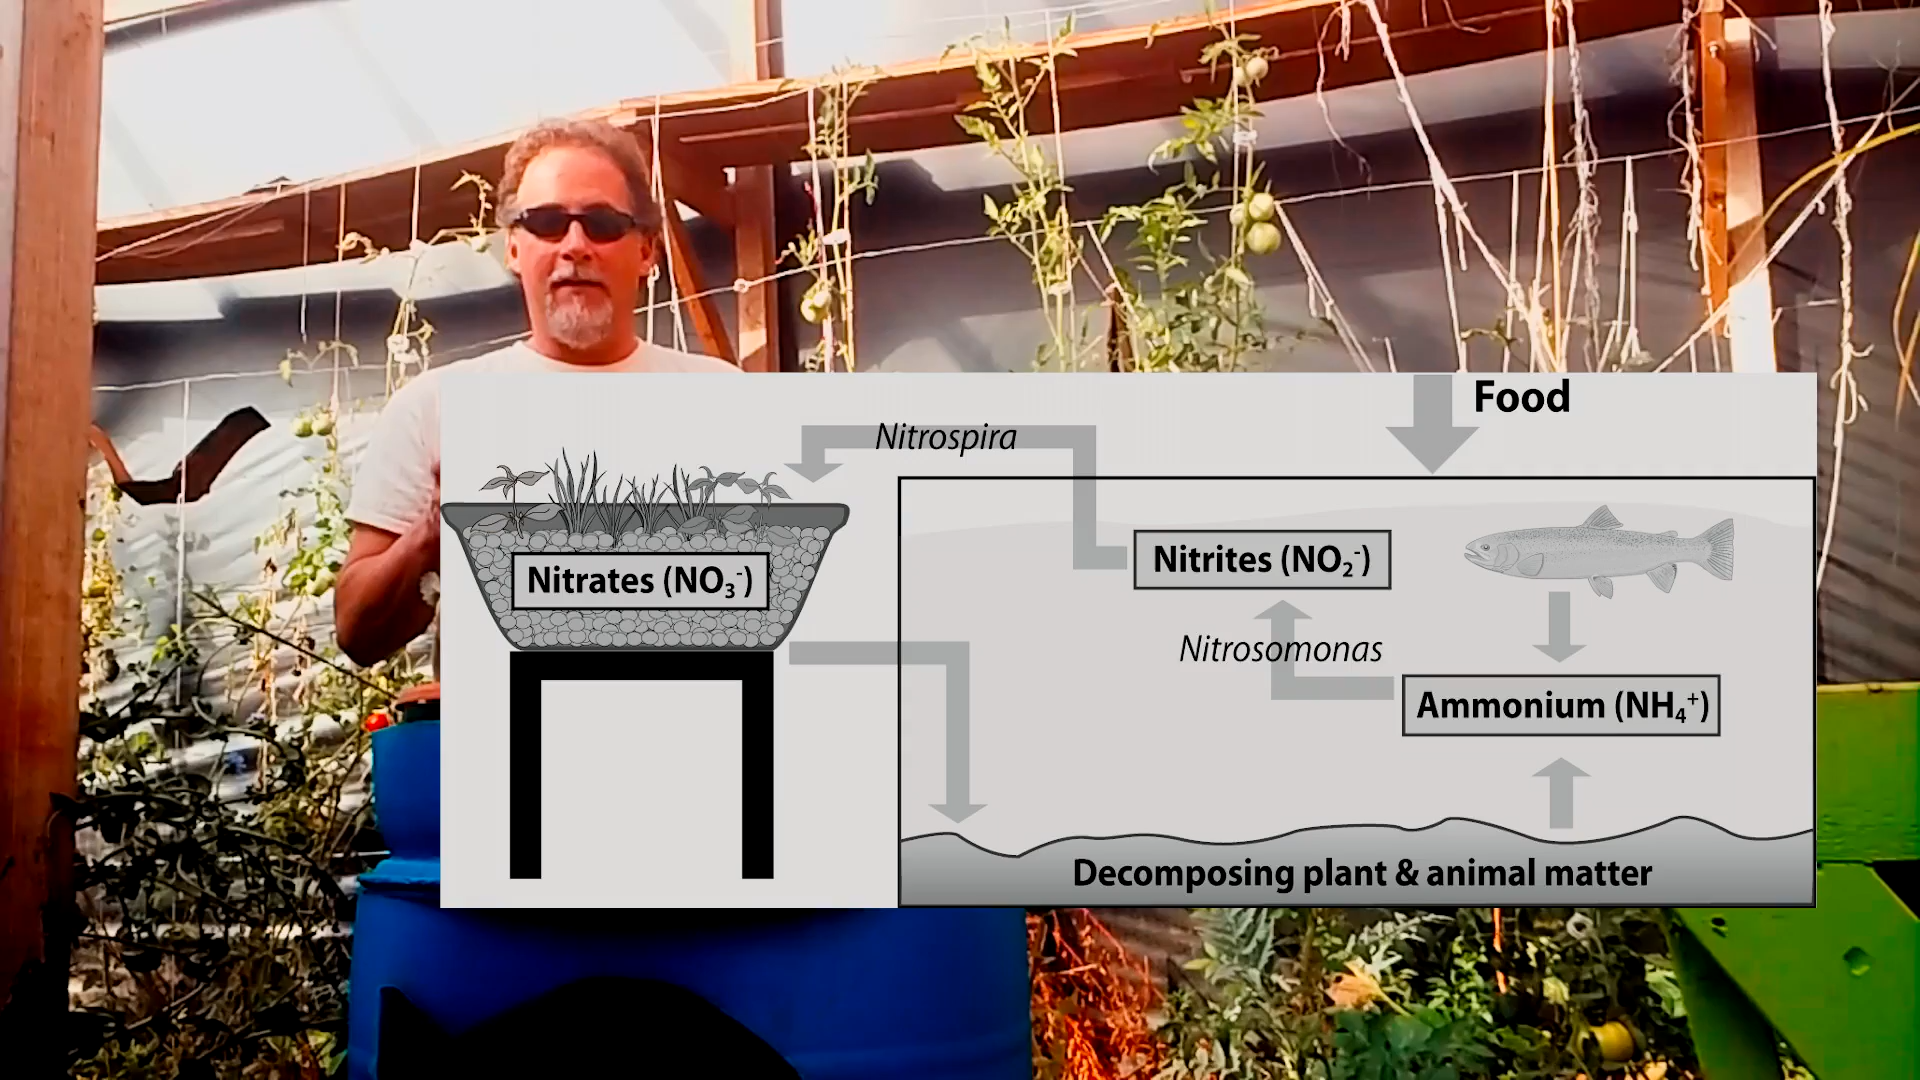 Food
Nitrospira
Nitrites (NO₂⁻)
Nitrates (NO₃⁻)
Nitrosomonas
Ammonium (NH₄⁺)
Decomposing plant & animal matter